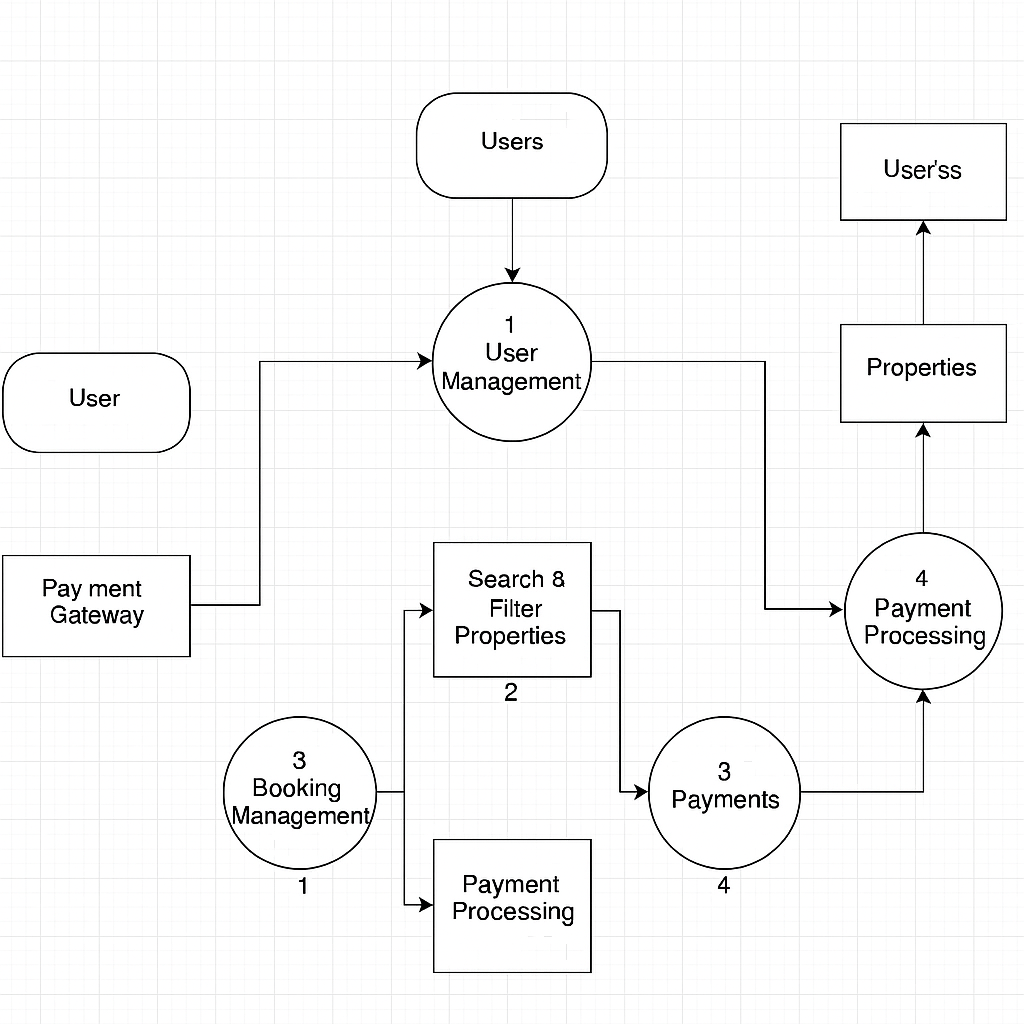 Users
User'ss
1
User
Management
Properties
User
Pay ment
Gateway
Search 8
Filter
Properties
2
4
Payment
Processing
3
Booking
Management
1
3
Payments
4
Payment
Processing